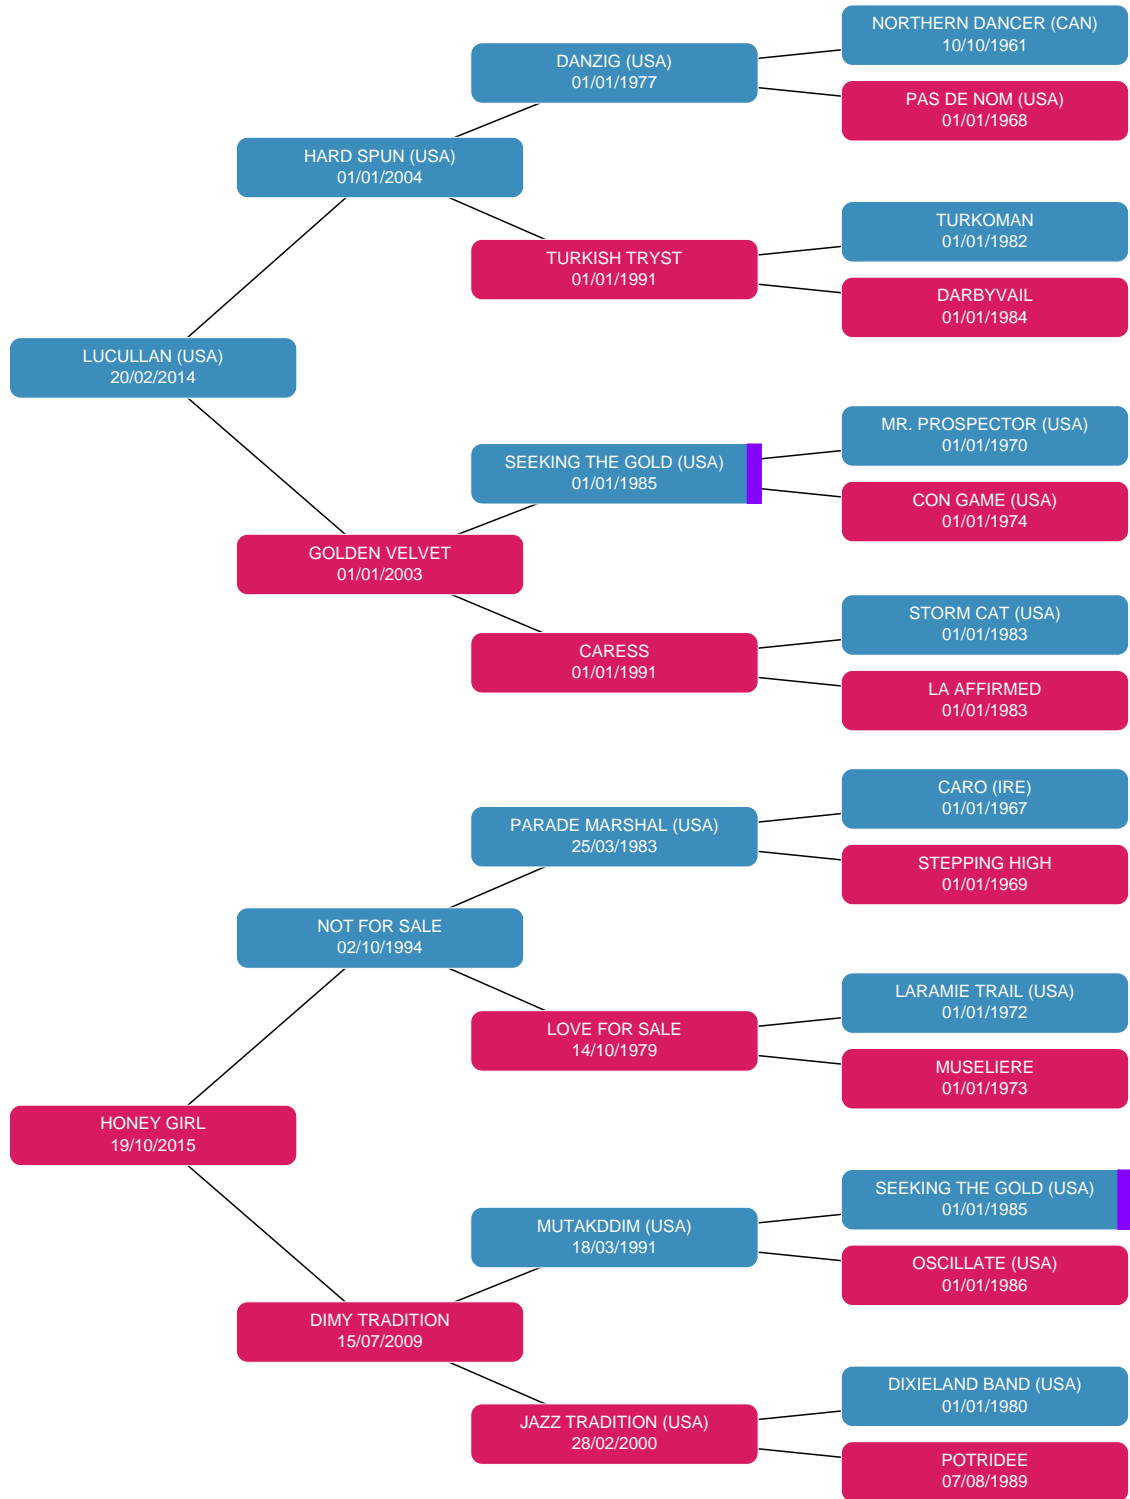 NORTHERN DANCER (CAN)
10/10/1961
DANZIG (USA)
01/01/1977
PAS DE NOM (USA)
01/01/1968
HARD SPUN (USA)
01/01/2004
TURKOMAN
01/01/1982
TURKISH TRYST
01/01/1991
DARBYVAIL
01/01/1984
LUCULLAN (USA)
20/02/2014
MR. PROSPECTOR (USA)
01/01/1970
SEEKING THE GOLD (USA)
01/01/1985
CON GAME (USA)
01/01/1974
GOLDEN VELVET
01/01/2003
STORM CAT (USA)
01/01/1983
CARESS
01/01/1991
LA AFFIRMED
01/01/1983
CARO (IRE)
01/01/1967
PARADE MARSHAL (USA)
25/03/1983
STEPPING HIGH
01/01/1969
NOT FOR SALE
02/10/1994
LARAMIE TRAIL (USA)
01/01/1972
LOVE FOR SALE
14/10/1979
MUSELIERE
01/01/1973
HONEY GIRL
19/10/2015
SEEKING THE GOLD (USA)
01/01/1985
MUTAKDDIM (USA)
18/03/1991
OSCILLATE (USA)
01/01/1986
DIMY TRADITION
15/07/2009
DIXIELAND BAND (USA)
01/01/1980
JAZZ TRADITION (USA)
28/02/2000
POTRIDEE
07/08/1989